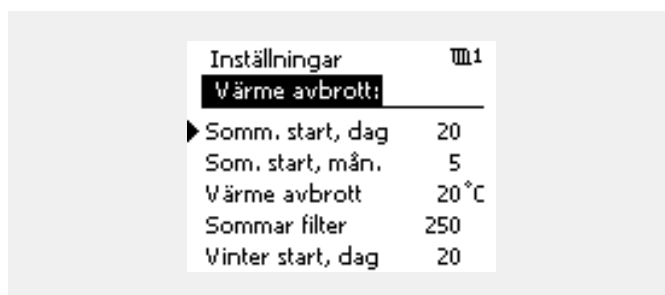 Inställningar 1
Värme avbrott:
Somm. start, dag 20
Som. start, mån. 5
Värme avbrott 20°C
Sommar filter 250
Vinter start, dag 20